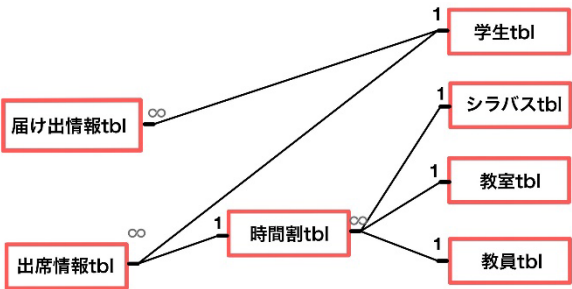 1
学生tbl
1
シラバスtbl
∞
届け出情報tbl
1
教室tbl
∞
1
時間割tbl
∞
1
教員tbl
出席情報tbl